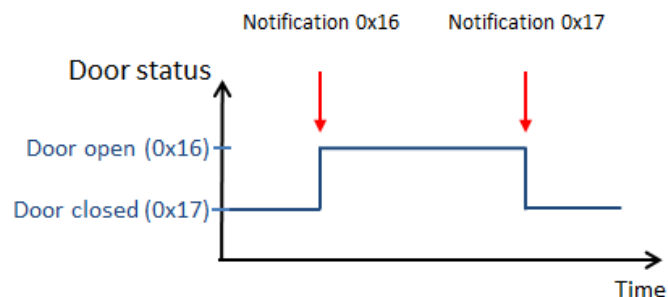 Notification 0x16
Notification 0x17
Door status
Door open (0x16)
Door closed (0x17)
Time